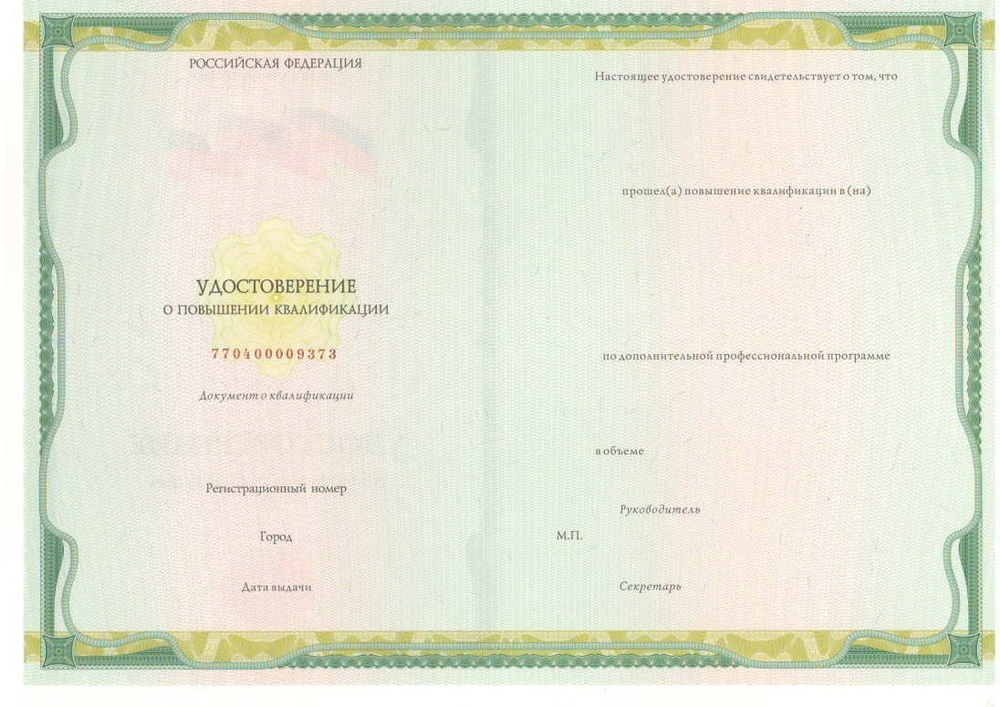 РОССИЙСКАЯ ФЕДЕРАЦИЯ
УДОСТОВЕРЕНИЕ
О ПОВЫШЕНИИ КВАЛИФИКАЦИИ
770400009373
Документ о квалификации
Регистрационный номер
Город
Дата выдачи
Настоящее удостоверение свидетельствует о том, что
прошел(а) повышение квалификации в (на)
по дополнительной профессиональной программе
в объеме
Руководитель
М.П.
Секретарь